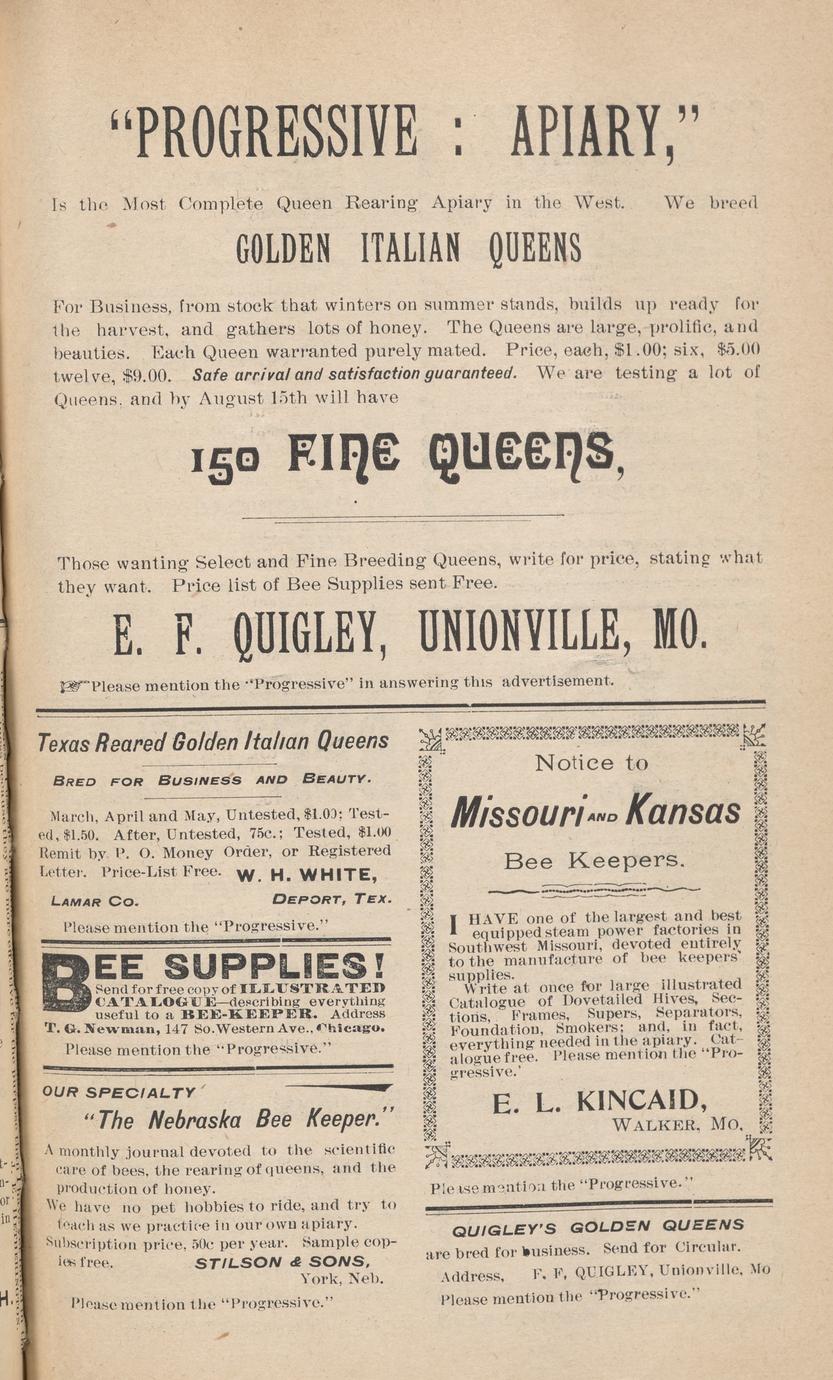 “PROGRESSIVE : APIARY,”
Is the Most Complete Queen Rearing Apiary in the West. We breed
GOLDEN ITALIAN QUEENS
For Business, from stock that winters on summer stands, builds up ready for
the harvest, and gathers lots of honey. The Queens are large, prolific, and
beauties. Each Queen warranted purely mated. Price, each, $1.00; six, $5.00
twelve, $9.00. Safe arrival and satisfaction guaranteed. We are testing a lot of
Queens. and by August 15th will have
150 FINE QUEENS,
Those wanting Select and Fine Breeding Queens, write for price, stating what
they want. Price list of Bee Supplies sent Free.
E. F. QUIGLEY, UNIONVILLE, MO.
☞Please mention the “Progressive” in answering this advertisement.
Texas Reared Golden Italian Queens
BRED FOR BUSINESS AND BEAUTY.
March, April and May, Untested, $1.00; Test-
ed, $1.50. After, Untested, 75c.; Tested, $1.00
Remit by P. O. Money Order, or Registered
Letter. Price-List Free. W. H. WHITE,
LAMAR CO. DEPORT, TEX.
Please mention the “Progressive.”
BEE SUPPLIES!
Send for free copy of ILLUSTRATED
CATALOGUE—describing everything
useful to a BEE-KEEPER. Address
T. G. Newman, 147 So. Western Ave., Chicago.
Please mention the “Progressive.”
OUR SPECIALTY
“The Nebraska Bee Keeper.”
A monthly journal devoted to the scientific
care of bees, the rearing of queens, and the
production of honey.
We have no pet hobbies to ride, and try to
teach as we practice in our own apiary.
Subscription price, 50c per year. Sample cop-
ies free. STILSON & SONS,
York, Neb.
Please mention the “Progressive.”
Notice to
Missouri AND Kansas
Bee Keepers.
I HAVE one of the largest and best
equipped steam power factories in
Southwest Missouri, devoted entirely
to the manufacture of bee keepers’
supplies.
Write at once for large illustrated
Catalogue of Dovetailed Hives, Sec-
tions, Frames, Supers, Separators,
Foundation, Smokers; and, in fact,
everything needed in the apiary. Cat-
alogue free. Please mention the “Pro-
gressive.’
E. L. KINCAID,
WALKER, MO,
Please mention the “Progressive.”
QUIGLEY’S GOLDEN QUEENS
are bred for business. Send for Circular.
Address, F. F, QUIGLEY, Unionville, Mo
Please mention the “Progressive.”